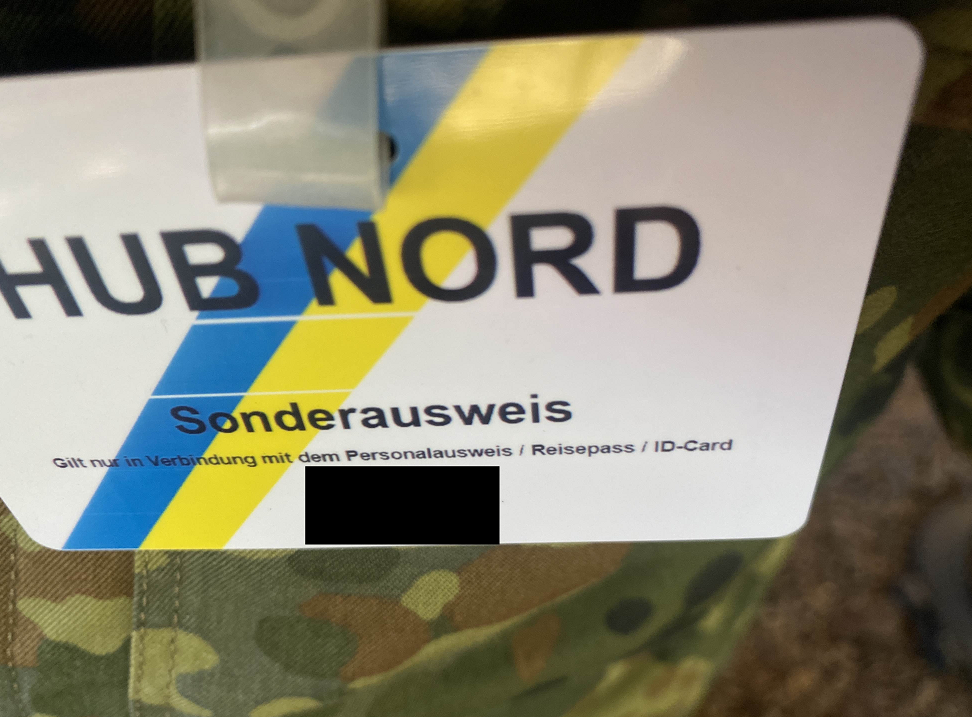 HUB NORD
Sonderausweis
Gilt nur in Verbindung mit dem Personalausweis / Reisepass / ID-Card